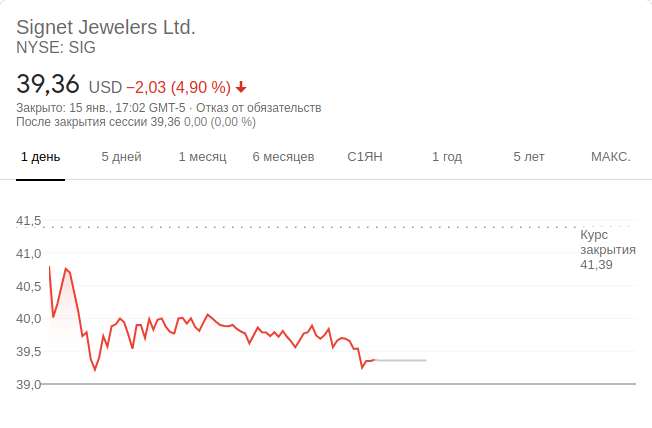 Signet Jewelers Ltd.
NYSE: SIG
39,36 USD −2,03 (4,90 %)
Закрыто: 15 янв., 17:02 GMT-5 · Отказ от обязательств
После закрытия сессии 39,36 0,00 (0,00 %)
1 день 5 дней 1 месяц 6 месяцев С1ЯН 1 год 5 лет МАКС.
41,5
Курс
закрытия
41,39
41,0
40,5
40,0
39,5
39,0